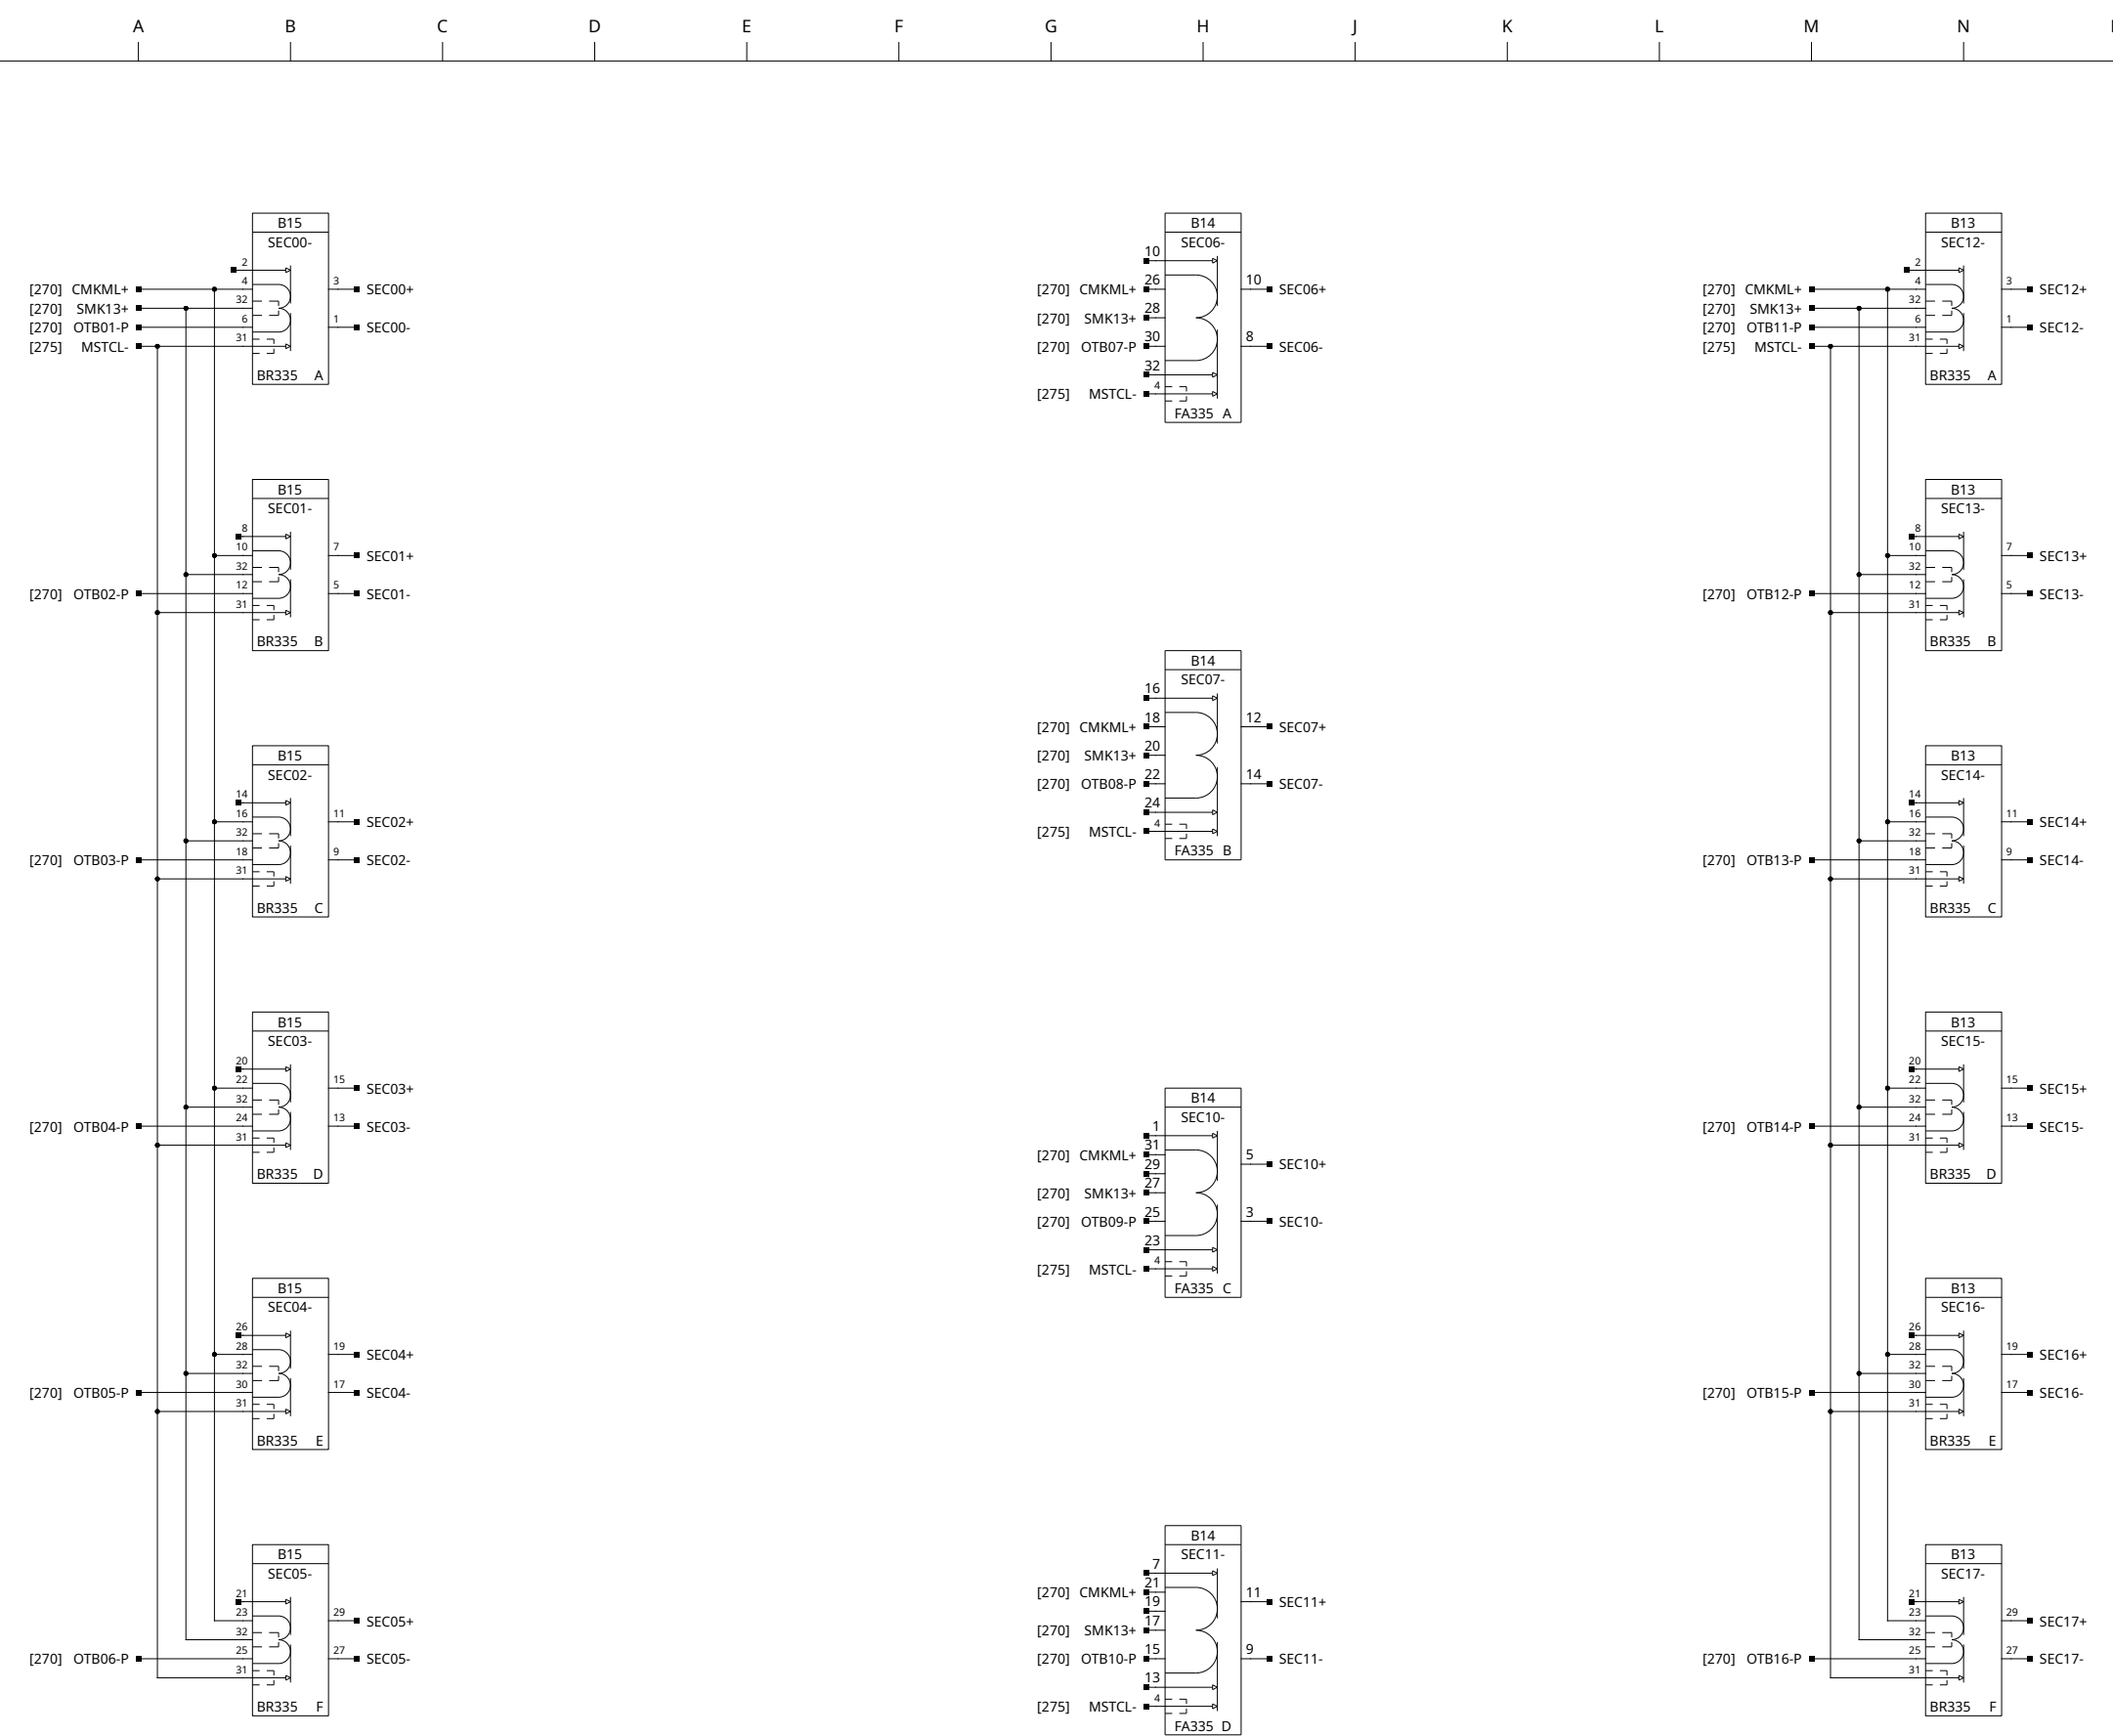 A B C D E F G H J K L M N
B15
SEC00-
2
[270] CMKML+ 4 3 SEC00+
[270] SMK13+ 32
[270] OTB01-P 6 1 SEC00-
[275] MSTCL- 31
BR335 A
B15
SEC01-
8
10 7 SEC01+
32
[270] OTB02-P 12 5 SEC01-
31
BR335 B
B15
SEC02-
14
16 11 SEC02+
32
[270] OTB03-P 18 9 SEC02-
31
BR335 C
B15
SEC03-
20
22 15 SEC03+
32
[270] OTB04-P 24 13 SEC03-
31
BR335 D
B15
SEC04-
26
28 19 SEC04+
32
[270] OTB05-P 30 17 SEC04-
31
BR335 E
B15
SEC05-
21
23 29 SEC05+
32
[270] OTB06-P 25 27 SEC05-
31
BR335 F
B14
SEC06-
10
[270] CMKML+ 26 10 SEC06+
[270] SMK13+ 28
[270] OTB07-P 30 8 SEC06-
32
[275] MSTCL- 4
FA335 A
B14
SEC07-
16
[270] CMKML+ 18 12 SEC07+
[270] SMK13+ 20
[270] OTB08-P 22 14 SEC07-
24
[275] MSTCL- 4
FA335 B
B14
SEC10-
1
[270] CMKML+ 31 5 SEC10+
29
[270] SMK13+ 27
[270] OTB09-P 25 3 SEC10-
23
[275] MSTCL- 4
FA335 C
B14
SEC11-
7
[270] CMKML+ 21 11 SEC11+
19
[270] SMK13+ 17
[270] OTB10-P 15 9 SEC11-
13
[275] MSTCL- 4
FA335 D
B13
SEC12-
2
[270] CMKML+ 4 3 SEC12+
[270] SMK13+ 32
[270] OTB11-P 6 1 SEC12-
[275] MSTCL- 31
BR335 A
B13
SEC13-
8
10 7 SEC13+
32
[270] OTB12-P 12 5 SEC13-
31
BR335 B
B13
SEC14-
14
16 11 SEC14+
32
[270] OTB13-P 18 9 SEC14-
31
BR335 C
B13
SEC15-
20
22 15 SEC15+
32
[270] OTB14-P 24 13 SEC15-
31
BR335 D
B13
SEC16-
26
28 19 SEC16+
32
[270] OTB15-P 30 17 SEC16-
31
BR335 E
B13
SEC17-
21
23 29 SEC17+
32
[270] OTB16-P 25 27 SEC17-
31
BR335 F